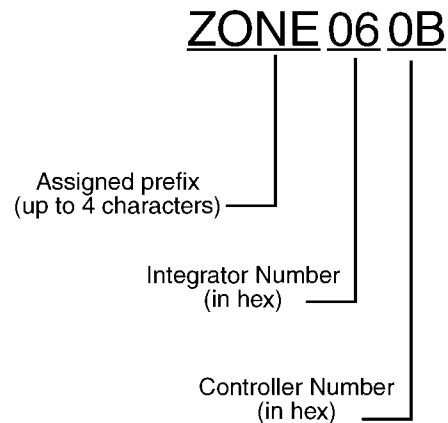 ZONE 06 0B
Assigned prefix
(up to 4 characters)
Integrator Number
(in hex)
Controller Number
(in hex)